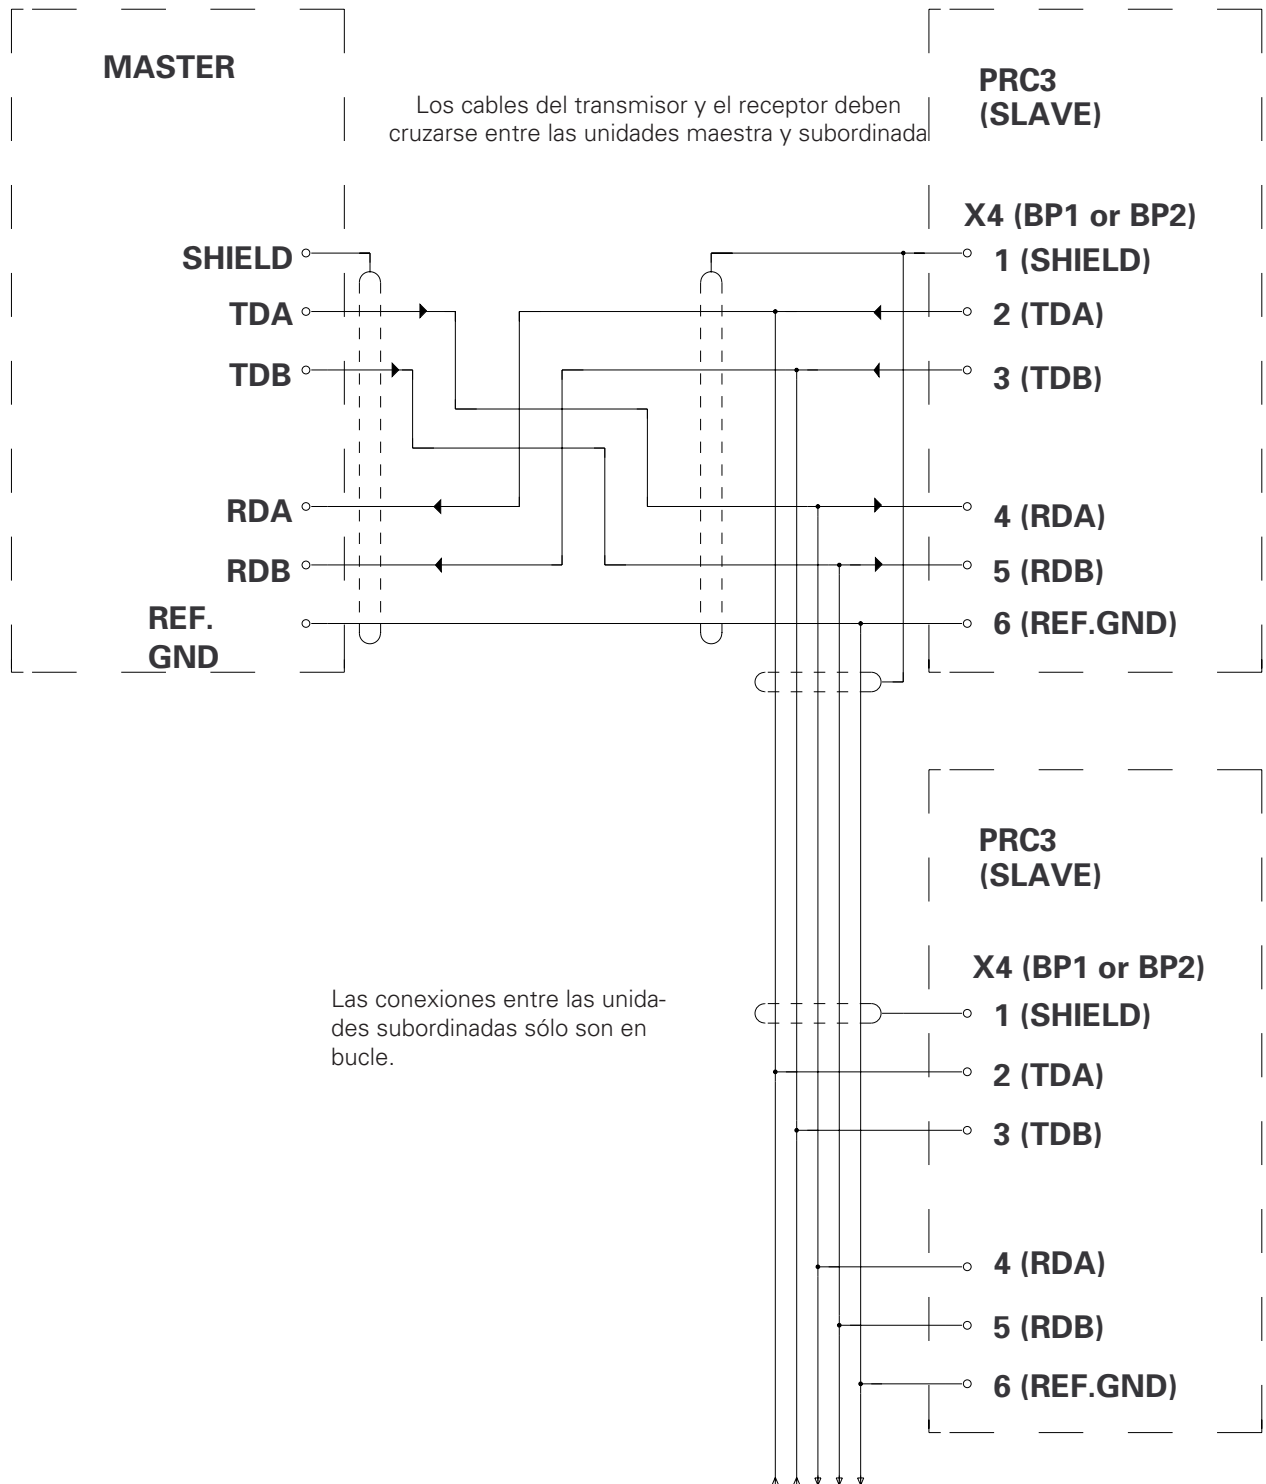 MASTER
Los cables del transmisor y el receptor deben
cruzarse entre las unidades maestra y subordinada
PRC3
(SLAVE)
X4 (BP1 or BP2)
SHIELD
TDA
TDB
RDA
RDB
REF.
GND
1 (SHIELD)
2 (TDA)
3 (TDB)
4 (RDA)
5 (RDB)
6 (REF.GND)
PRC3
(SLAVE)
X4 (BP1 or BP2)
Las conexiones entre las unida-
des subordinadas sólo son en
bucle.
1 (SHIELD)
2 (TDA)
3 (TDB)
4 (RDA)
5 (RDB)
6 (REF.GND)